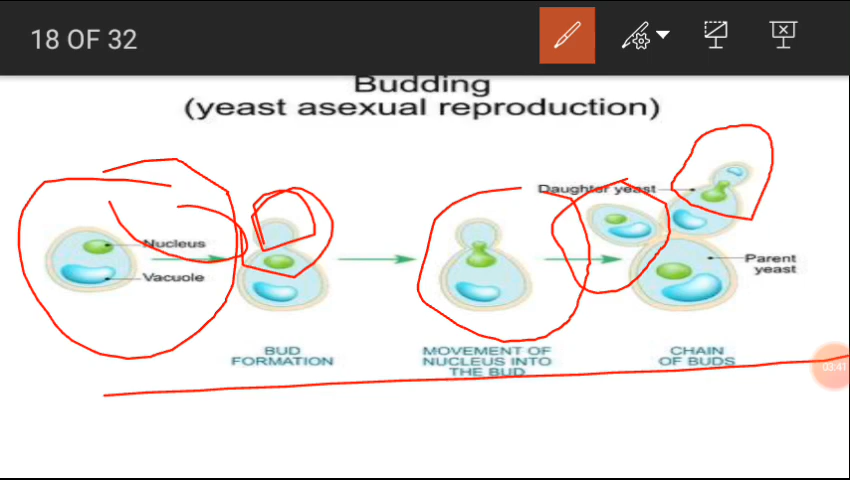 18 OF 32
Budding
(yeast asexual reproduction)
Daughter yeast
Nucleus
Vacuole
Parent
yeast
BUD
FORMATION
MOVEMENT OF
NUCLEUS INTO
THE BUD
CHAIN
OF BUDS
03:41